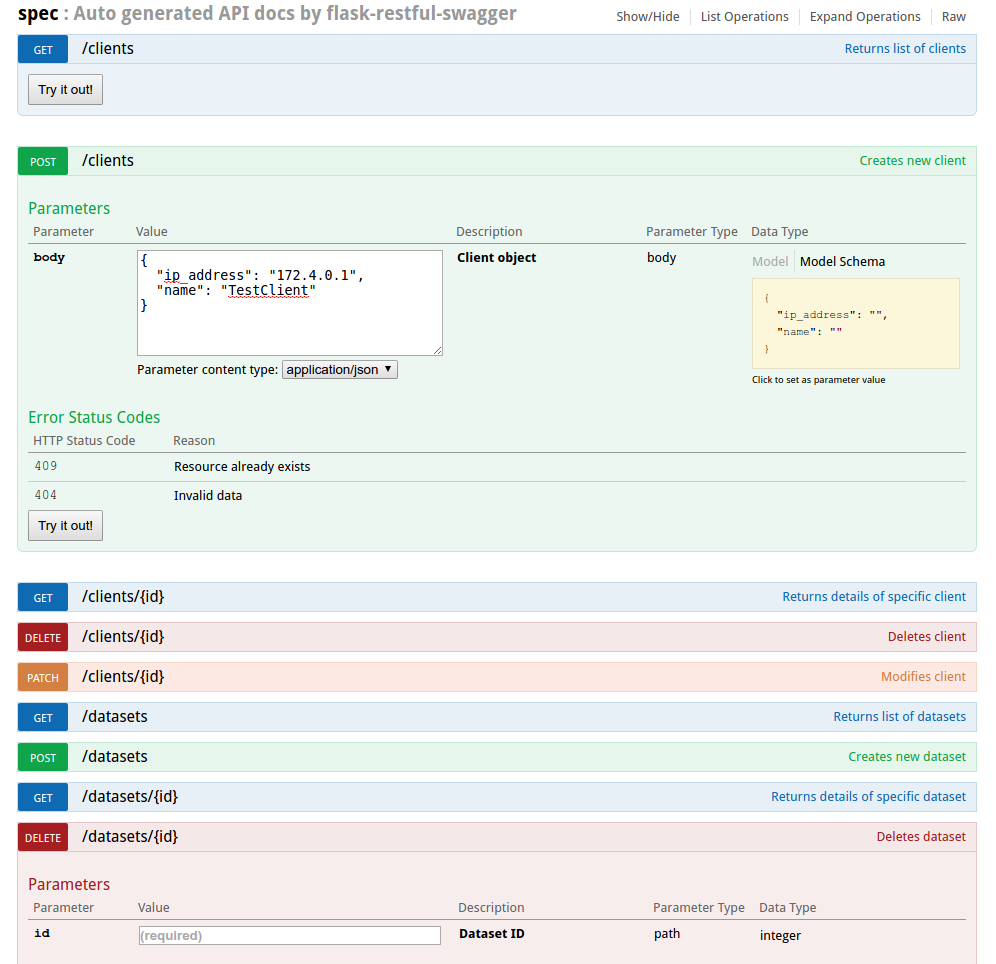 spec : Auto generated API docs by flask-restful-swagger Show/Hide List Operations Expand Operations Raw
GET /clients Returns list of clients
Try it out!
POST /clients Creates new client
Parameters
Parameter Value Description Parameter Type Data Type
body { Client object body Model Model Schema
"ip_address": "172.4.0.1",
"name": "TestClient"
}
{
"ip_address": "",
"name": ""
}
Parameter content type: application/json ▼
Click to set as parameter value
Error Status Codes
HTTP Status Code Reason
409 Resource already exists
404 Invalid data
Try it out!
GET /clients/{id} Returns details of specific client
DELETE /clients/{id} Deletes client
PATCH /clients/{id} Modifies client
GET /datasets Returns list of datasets
POST /datasets Creates new dataset
GET /datasets/{id} Returns details of specific dataset
DELETE /datasets/{id} Deletes dataset
Parameters
Parameter Value Description Parameter Type Data Type
id (required) Dataset ID path integer